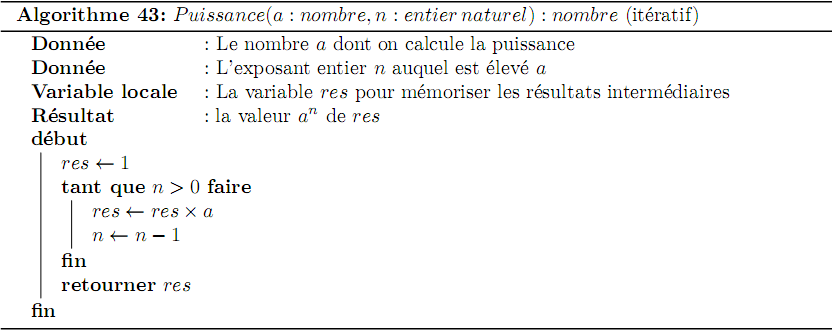 Algorithme 43: Puissance(a : nombre, n : entier naturel) : nombre (itératif)
Donnée : Le nombre a dont on calcule la puissance
Donnée : L'exposant entier n auquel est élevé a
Variable locale : La variable res pour mémoriser les résultats intermédiaires
Résultat : la valeur aⁿ de res
début
res ← 1
tant que n > 0 faire
res ← res × a
n ← n − 1
fin
retourner res
fin